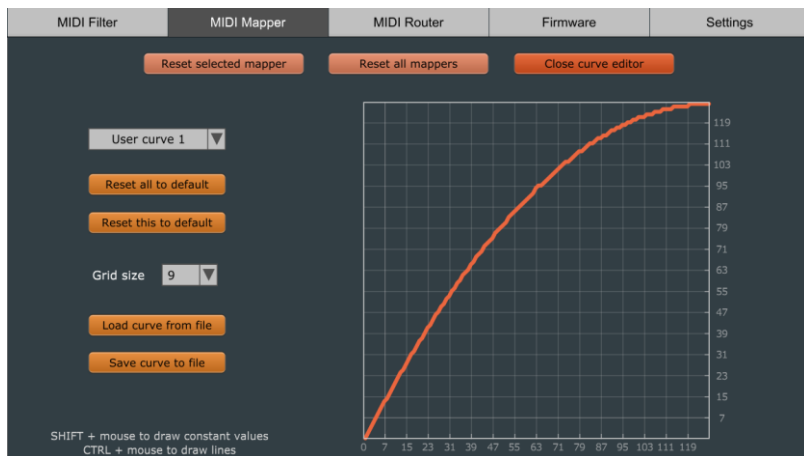 MIDI Filter MIDI Mapper MIDI Router Firmware Settings
Reset selected mapper Reset all mappers Close curve editor
User curve 1
Reset all to default
Reset this to default
Grid size 9
Load curve from file
Save curve to file
SHIFT + mouse to draw constant values
CTRL + mouse to draw lines
119
111
103
95
87
79
71
63
55
47
39
31
23
15
7
0 7 15 23 31 39 47 55 63 71 79 87 95 103 111 119